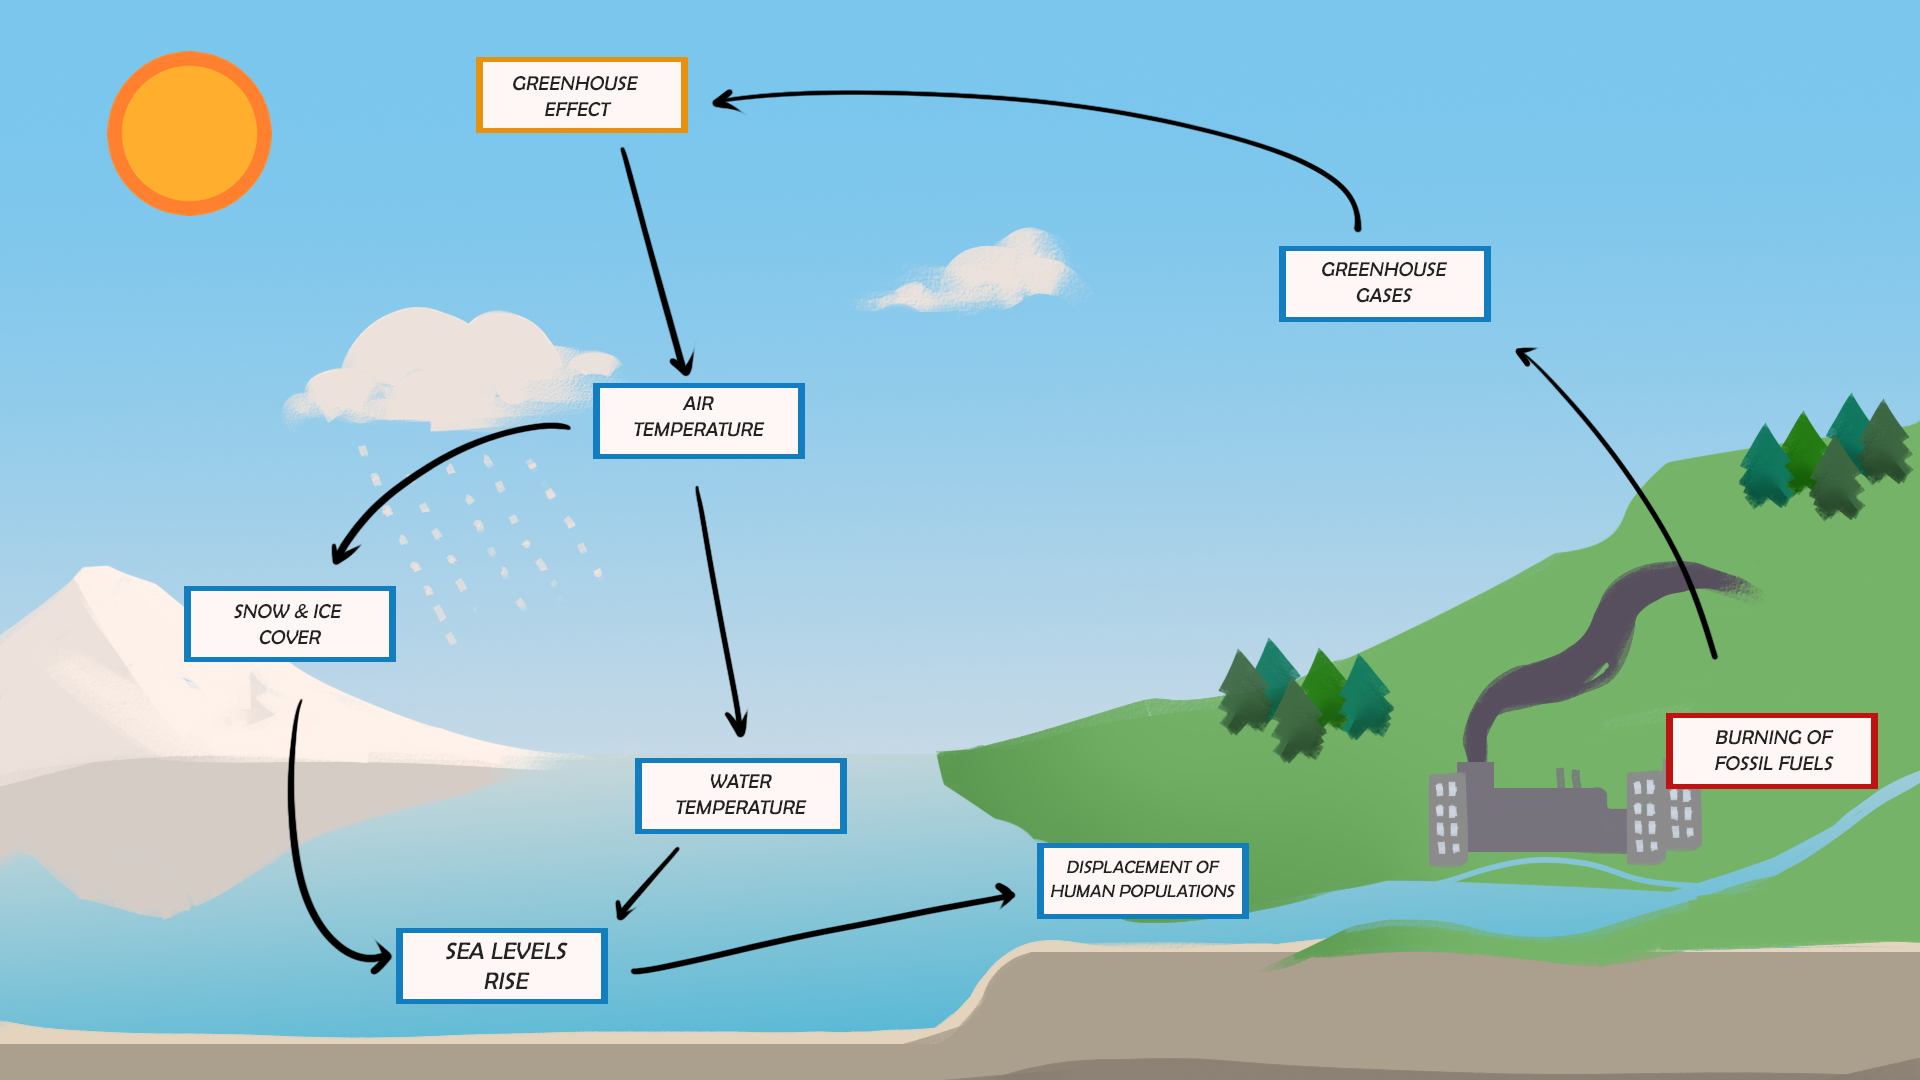 GREENHOUSE
EFFECT
GREENHOUSE
GASES
AIR
TEMPERATURE
SNOW & ICE
COVER
BURNING OF
FOSSIL FUELS
WATER
TEMPERATURE
DISPLACEMENT OF
HUMAN POPULATIONS
SEA LEVELS
RISE